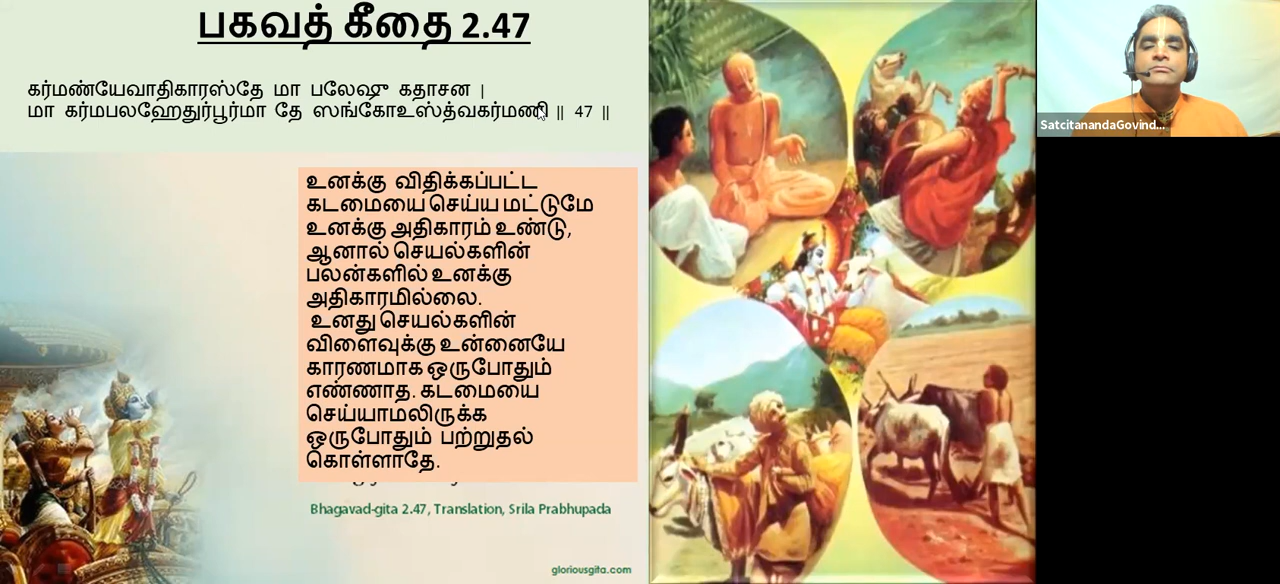 பகவத் கீதை 2.47
கர்மண்யேவாதிகாரஸ்தே மா பலேஷு கதாசன |
மா கர்மபலஹேதுர்பூர்மா தே ஸங்கோஉஸ்த்வகர்மணி || 47 ||
உனக்கு விதிக்கப்பட்ட
கடமையை செய்ய மட்டுமே
உனக்கு அதிகாரம் உண்டு,
ஆனால் செயல்களின்
பலன்களில் உனக்கு
அதிகாரமில்லை.
உனது செயல்களின்
விளைவுக்கு உன்னையே
காரணமாக ஒருபோதும்
எண்ணாத. கடமையை
செய்யாமலிருக்க
ஒருபோதும் பற்றுதல்
கொள்ளாதே.
Bhagavad-gita 2.47, Translation, Srila Prabhupada
gloriousgita.com
SatcitanandaGovind...